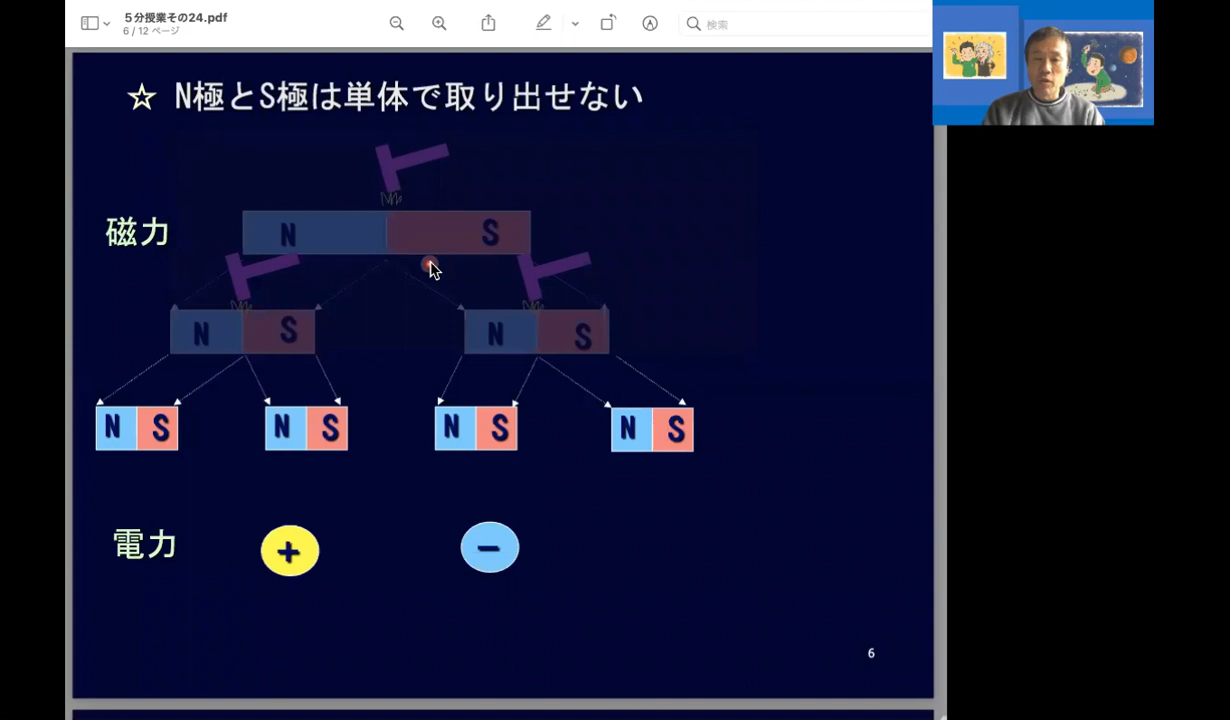 5分授業その24.pdf
6 / 12 ページ
検索
☆ N極とS極は単体で取り出せない
磁力
N S
N S N S
N S N S N S N S
電力 + −
6